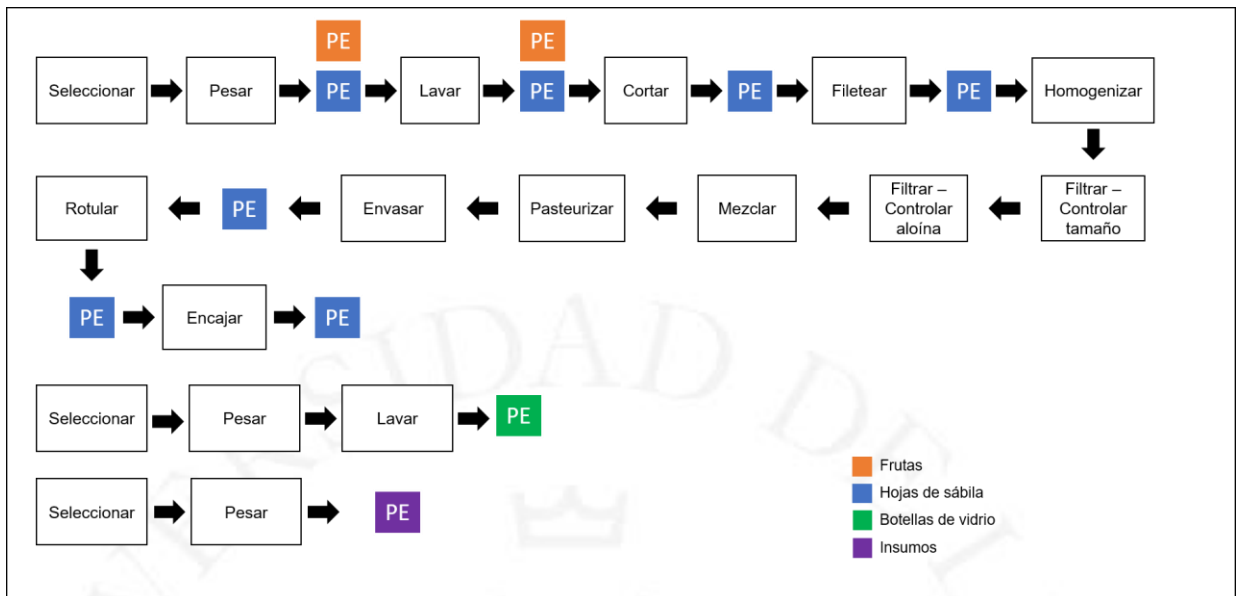 PE PE
Seleccionar Pesar PE Lavar PE Cortar PE Filetear PE Homogenizar
Rotular PE Envasar Pasteurizar Mezclar Filtrar –
Controlar
aloína Filtrar –
Controlar
tamaño
PE Encajar PE
Seleccionar Pesar Lavar PE
Seleccionar Pesar PE
Frutas
Hojas de sábila
Botellas de vidrio
Insumos